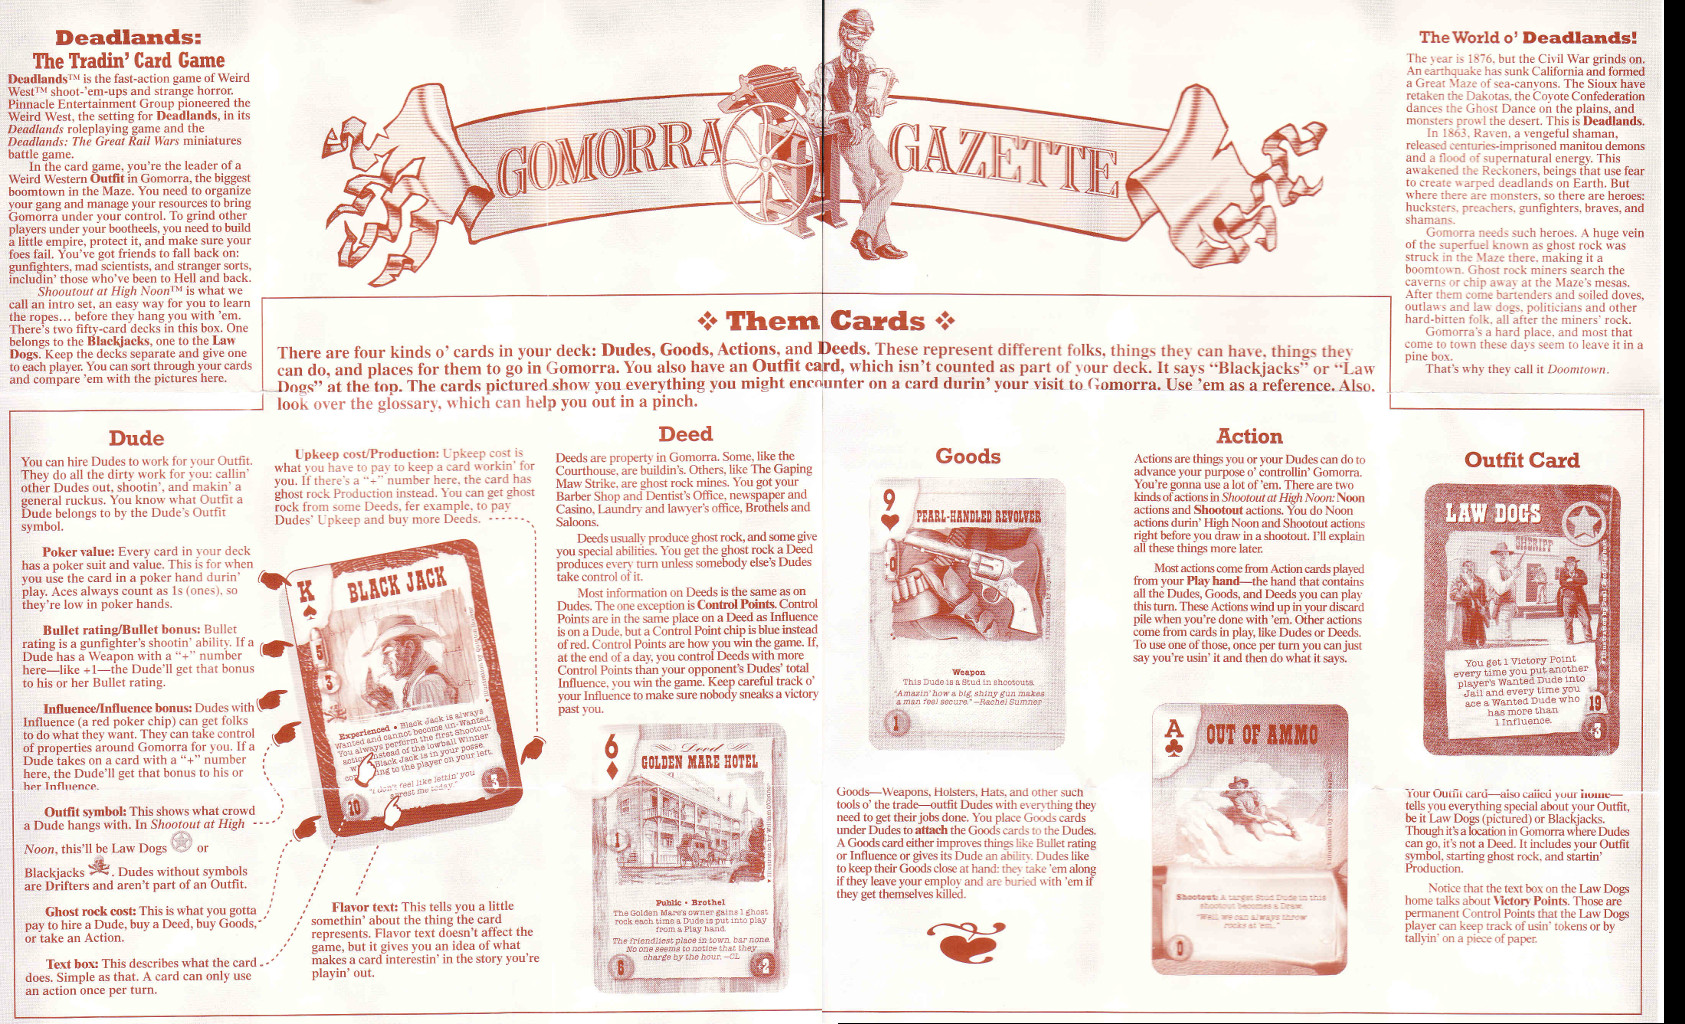 Deadlands:
The Tradin' Card Game
Deadlands™ is the fast-action game of Weird
West™ shoot-'em-ups and strange horror.
Pinnacle Entertainment Group pioneered the
Weird West, the setting for Deadlands, in its
Deadlands roleplaying game and the
Deadlands: The Great Rail Wars miniatures
battle game.
In the card game, you're the leader of a
Weird Western Outfit in Gomorra, the biggest
boomtown in the Maze. You need to organize
your gang and manage your resources to bring
Gomorra under your control. To grind other
players under your bootheels, you need to build
a little empire, protect it, and make sure your
foes fail. You've got friends to fall back on:
gunfighters, mad scientists, and stranger sorts,
includin' those who've been to Hell and back.
Shooutout at High Noon™ is what we
call an intro set, an easy way for you to learn
the ropes... before they hang you with 'em.
There's two fifty-card decks in this box. One
belongs to the Blackjacks, one to the Law
Dogs. Keep the decks separate and give one
to each player. You can sort through your cards
and compare 'em with the pictures here.
GOMORRA
GAZETTE
The World o' Deadlands!
The year is 1876, but the Civil War grinds on.
An earthquake has sunk California and formed
a Great Maze of sea-canyons. The Sioux have
retaken the Dakotas, the Coyote Confederation
dances the Ghost Dance on the plains, and
monsters prowl the desert. This is Deadlands.
In 1863, Raven, a vengeful shaman,
released centuries-imprisoned manitou demons
and a flood of supernatural energy. This
awakened the Reckoners, beings that use fear
to create warped deadlands on Earth. But
where there are monsters, so there are heroes:
hucksters, preachers, gunfighters, braves, and
shamans.
Gomorra needs such heroes. A huge vein
of the superfuel known as ghost rock was
struck in the Maze there, making it a
boomtown. Ghost rock miners search the
caverns or chip away at the Maze's mesas.
After them come bartenders and soiled doves,
outlaws and law dogs, politicians and other
hard-bitten folk, all after the miners' rock.
Gomorra's a hard place, and most that
come to town these days seem to leave it in a
pine box.
That's why they call it Doomtown.
❖ Them Cards ❖
There are four kinds o' cards in your deck: Dudes, Goods, Actions, and Deeds. These represent different folks, things they can have, things they
can do, and places for them to go in Gomorra. You also have an Outfit card, which isn't counted as part of your deck. It says "Blackjacks" or "Law
Dogs" at the top. The cards pictured show you everything you might encounter on a card durin' your visit to Gomorra. Use 'em as a reference. Also,
look over the glossary, which can help you out in a pinch.
Dude
You can hire Dudes to work for your Outfit.
They do all the dirty work for you: callin'
other Dudes out, shootin', and makin' a
general ruckus. You know what Outfit a
Dude belongs to by the Dude's Outfit
symbol.
Poker value: Every card in your deck
has a poker suit and value. This is for when
you use the card in a poker hand durin'
play. Aces always count as 1s (ones), so
they're low in poker hands.
Bullet rating/Bullet bonus: Bullet
rating is a gunfighter's shootin' ability. If a
Dude has a Weapon with a "+" number
here—like +1—the Dude'll get that bonus
to his or her Bullet rating.
Influence/Influence bonus: Dudes with
Influence (a red poker chip) can get folks
to do what they want. They can take control
of properties around Gomorra for you. If a
Dude takes on a card with a "+" number
here, the Dude'll get that bonus to his or
her Influence.
Outfit symbol: This shows what crowd
a Dude hangs with. In Shootout at High
Noon, this'll be Law Dogs or
Blackjacks . Dudes without symbols
are Drifters and aren't part of an Outfit.
Ghost rock cost: This is what you gotta
pay to hire a Dude, buy a Deed, buy Goods,
or take an Action.
Text box: This describes what the card
does. Simple as that. A card can only use
an action once per turn.
Upkeep cost/Production: Upkeep cost is
what you have to pay to keep a card workin' for
you. If there's a "+" number here, the card has
ghost rock Production instead. You can get ghost
rock from some Deeds, fer example, to pay
Dudes' Upkeep and buy more Deeds.
K
BLACK JACK
5
3
Experienced • Black Jack is always
Wanted and cannot become un-Wanted.
You always perform the first Shootout
action instead of the lowball Winner
Black Jack is in your posse,
ing to the player on your left.
"I don't feel like lettin' you
arrest me today."
10
3
Flavor text: This tells you a little
somethin' about the thing the card
represents. Flavor text doesn't affect the
game, but it gives you an idea of what
makes a card interestin' in the story you're
playin' out.
Deed
Deeds are property in Gomorra. Some, like the
Courthouse, are buildin's. Others, like The Gaping
Maw Strike, are ghost rock mines. You got your
Barber Shop and Dentist's Office, newspaper and
Casino, Laundry and lawyer's office, Brothels and
Saloons.
Deeds usually produce ghost rock, and some give
you special abilities. You get the ghost rock a Deed
produces every turn unless somebody else's Dudes
take control of it.
Most information on Deeds is the same as on
Dudes. The one exception is Control Points. Control
Points are in the same place on a Deed as Influence
is on a Dude, but a Control Point chip is blue instead
of red. Control Points are how you win the game. If,
at the end of a day, you control Deeds with more
Control Points than your opponent's Dudes' total
Influence, you win the game. Keep careful track o'
your Influence to make sure nobody sneaks a victory
past you.
6
Deed
GOLDEN MARE HOTEL
1
Public • Brothel
The Golden Mare's owner gains 1 ghost
rock each time a Dude is put into play
from a Play hand.
The friendliest place in town, bar none.
No one seems to notice that they
charge by the hour. —CL
6
+2
Goods
9
PEARL-HANDLED REVOLVER
+0
Weapon
This Dude is a Stud in shootouts.
"Amazin' how a big, shiny gun makes
a man feel secure." —Rachel Sumner
1
Goods—Weapons, Holsters, Hats, and other such
tools o' the trade—outfit Dudes with everything they
need to get their jobs done. You place Goods cards
under Dudes to attach the Goods cards to the Dudes.
A Goods card either improves things like Bullet rating
or Influence or gives its Dude an ability. Dudes like
to keep their Goods close at hand: they take 'em along
if they leave your employ and are buried with 'em if
they get themselves killed.
Action
Actions are things you or your Dudes can do to
advance your purpose o' controllin' Gomorra.
You're gonna use a lot of 'em. There are two
kinds of actions in Shootout at High Noon: Noon
actions and Shootout actions. You do Noon
actions durin' High Noon and Shootout actions
right before you draw in a shootout. I'll explain
all these things more later.
Most actions come from Action cards played
from your Play hand—the hand that contains
all the Dudes, Goods, and Deeds you can play
this turn. These Actions wind up in your discard
pile when you're done with 'em. Other actions
come from cards in play, like Dudes or Deeds.
To use one of those, once per turn you can just
say you're usin' it and then do what it says.
A
OUT OF AMMO
Shootout: A target Stud Dude in this
shootout becomes a Draw.
"Well, we can always throw
rocks at 'em."
0
Outfit Card
LAW DOGS
SHERIFF
You get 1 Victory Point
every time you put another
player's Wanted Dude into
Jail and every time you
ace a Wanted Dude who
has more than
1 Influence.
19
+3
Your Outfit card—also called your home—
tells you everything special about your Outfit,
be it Law Dogs (pictured) or Blackjacks.
Though it's a location in Gomorra where Dudes
can go, it's not a Deed. It includes your Outfit
symbol, starting ghost rock, and startin'
Production.
Notice that the text box on the Law Dogs
home talks about Victory Points. Those are
permanent Control Points that the Law Dogs
player can keep track of usin' tokens or by
tallyin' on a piece of paper.